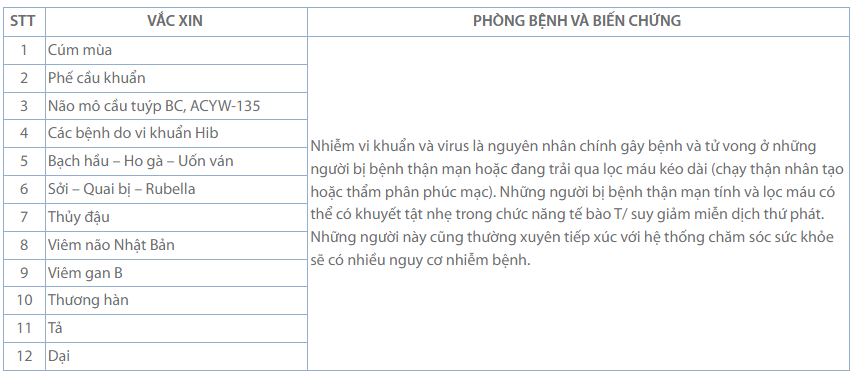 STT VẮC XIN PHÒNG BỆNH VÀ BIẾN CHỨNG
1 Cúm mùa
2 Phế cầu khuẩn
3 Não mô cầu tuýp BC, ACYW-135
4 Các bệnh do vi khuẩn Hib
5 Bạch hầu – Ho gà – Uốn ván
6 Sởi – Quai bị – Rubella
7 Thủy đậu
8 Viêm não Nhật Bản
9 Viêm gan B
10 Thương hàn
11 Tả
12 Dại
Nhiễm vi khuẩn và virus là nguyên nhân chính gây bệnh và tử vong ở những
người bị bệnh thận mạn hoặc đang trải qua lọc máu kéo dài (chạy thận nhân tạo
hoặc thẩm phân phúc mạc). Những người bị bệnh thận mạn tính và lọc máu có
thể có khuyết tật nhẹ trong chức năng tế bào T/ suy giảm miễn dịch thứ phát.
Những người này cũng thường xuyên tiếp xúc với hệ thống chăm sóc sức khỏe
sẽ có nhiều nguy cơ nhiễm bệnh.